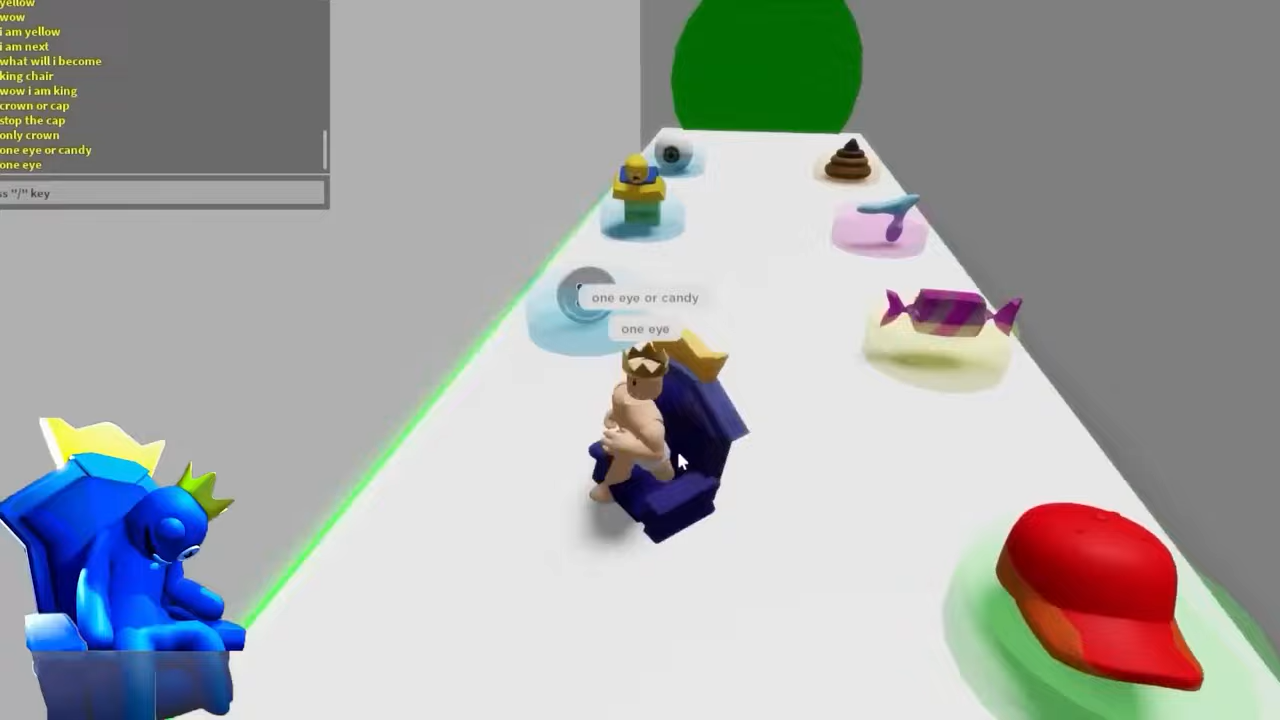 yellow
wow
i am yellow
i am next
what will i become
king chair
wow i am king
crown or cap
stop the cap
only crown
one eye or candy
one eye
ss "/" key
one eye or candy
one eye